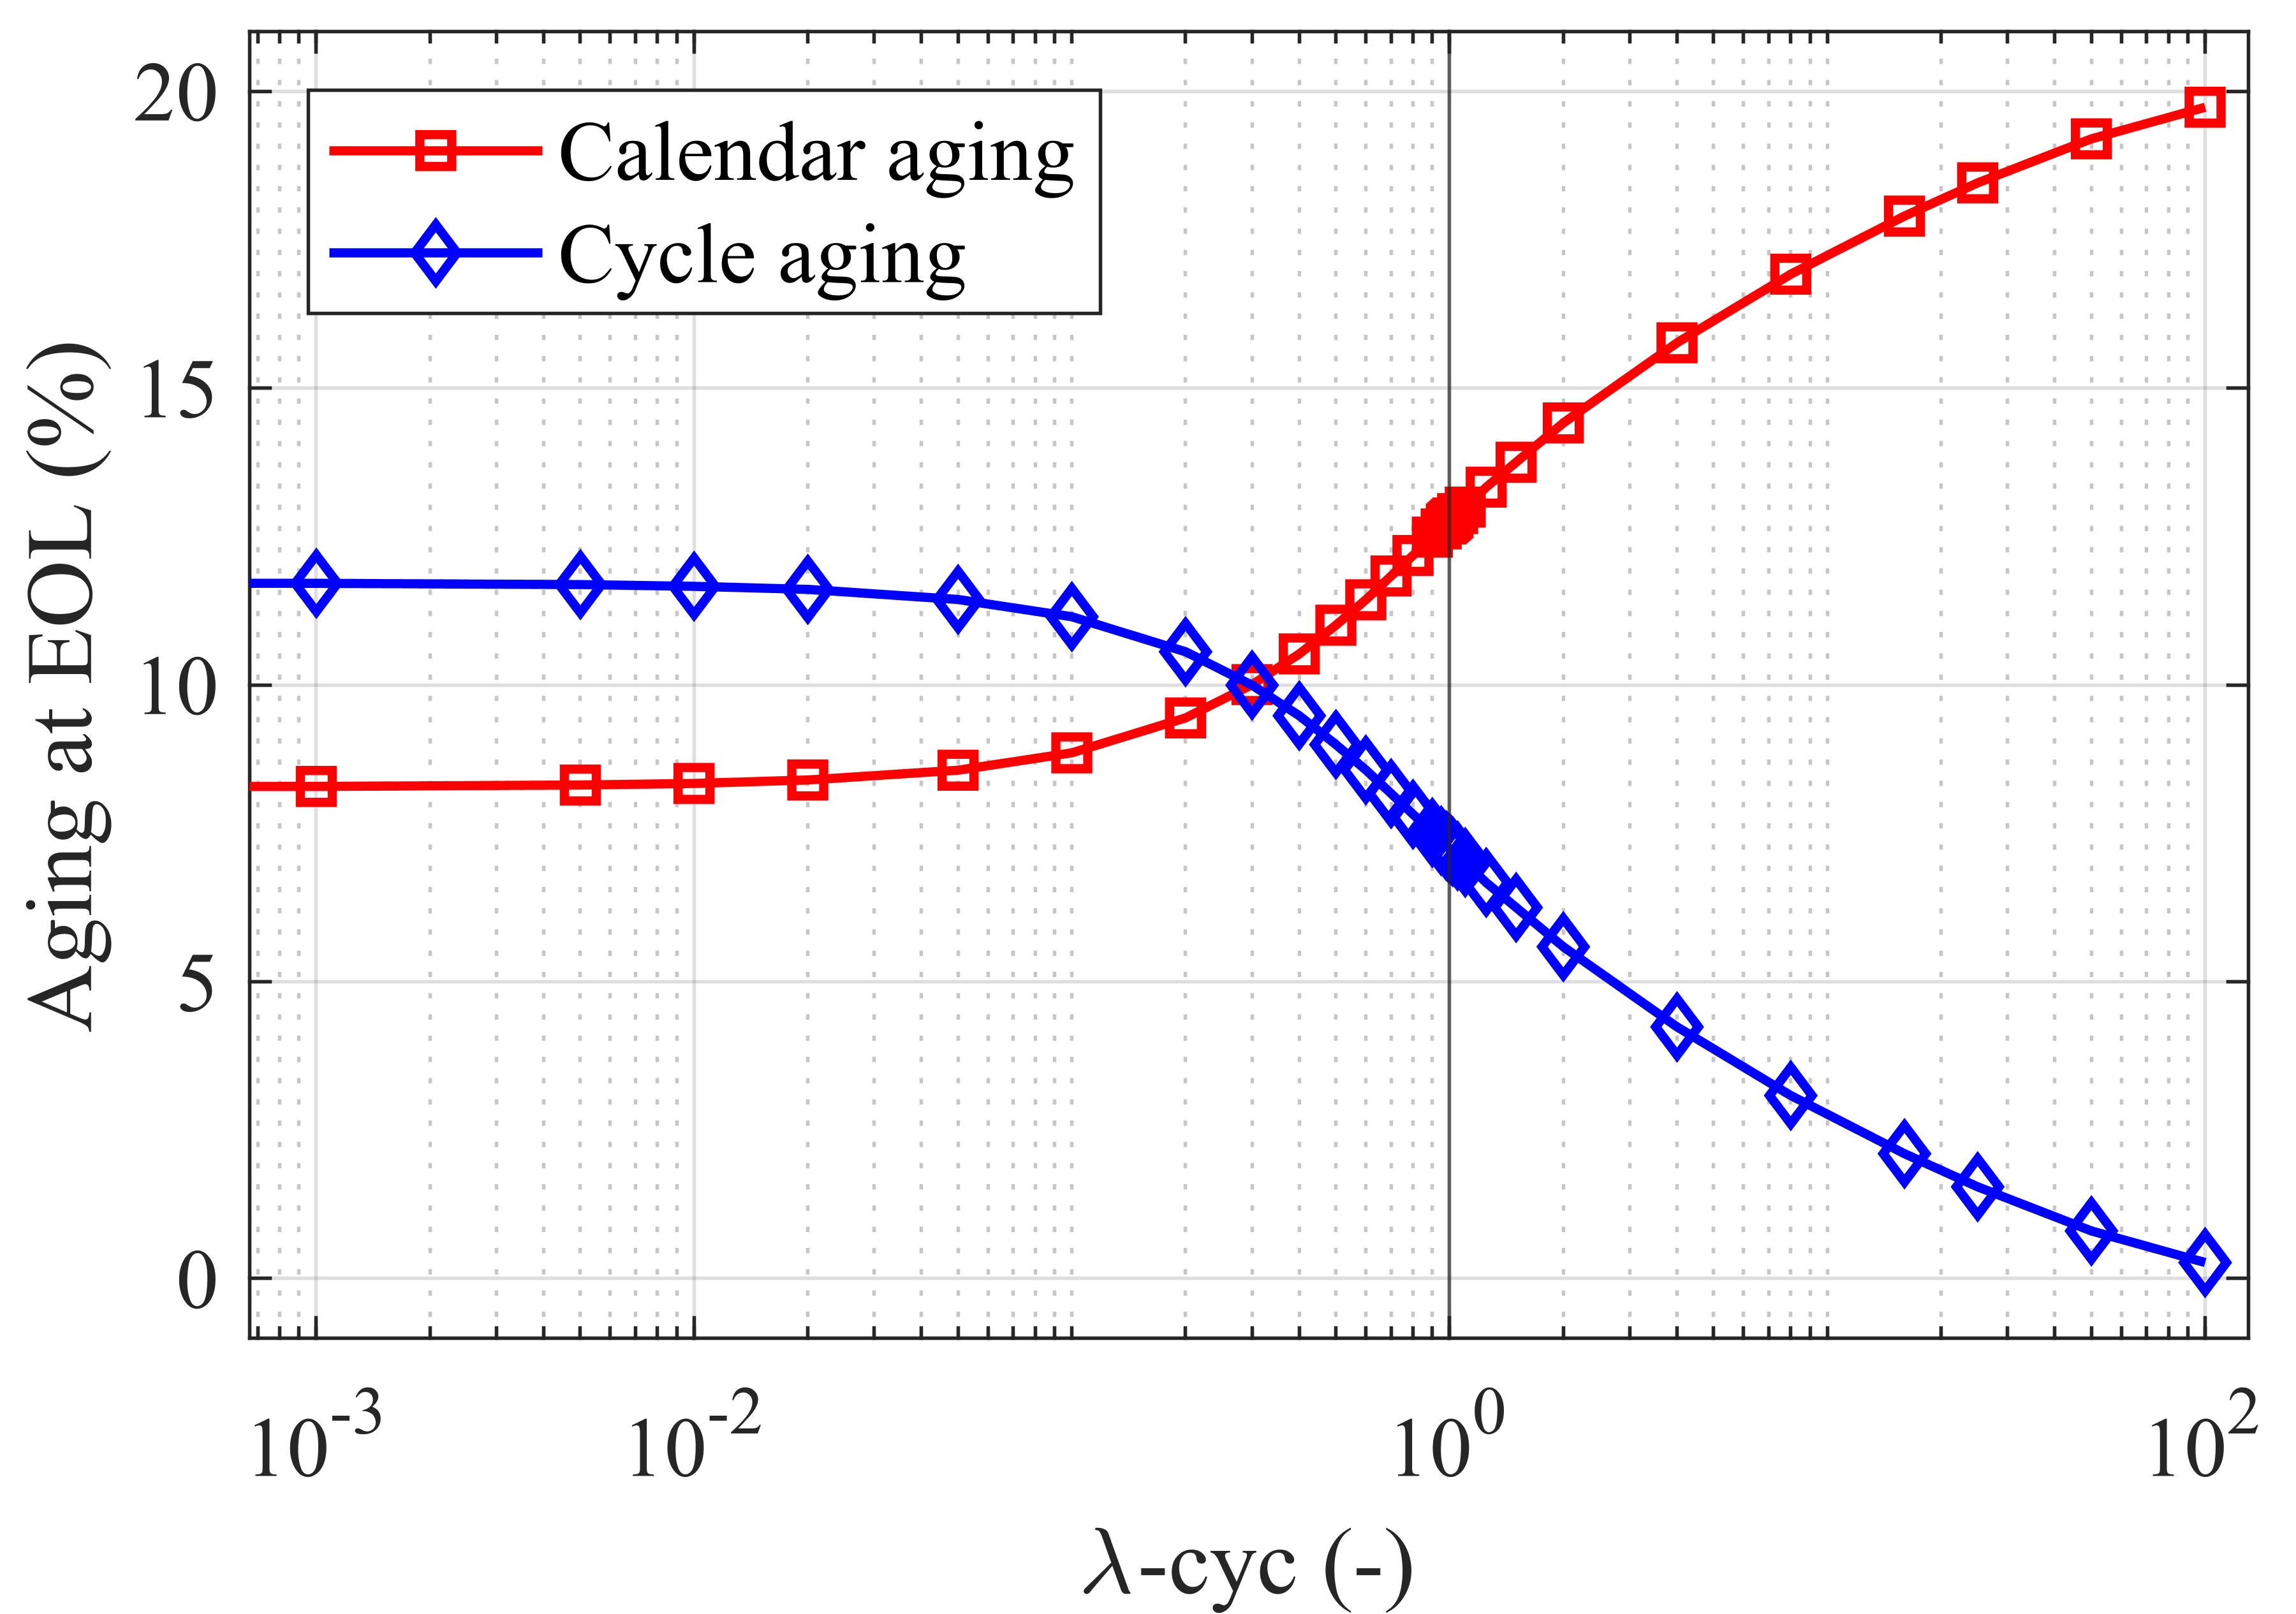 Aging at EOL (%)
20
15
10
5
0
Calendar aging
Cycle aging
10⁻³ 10⁻² 10⁰ 10²
λ-cyc (-)